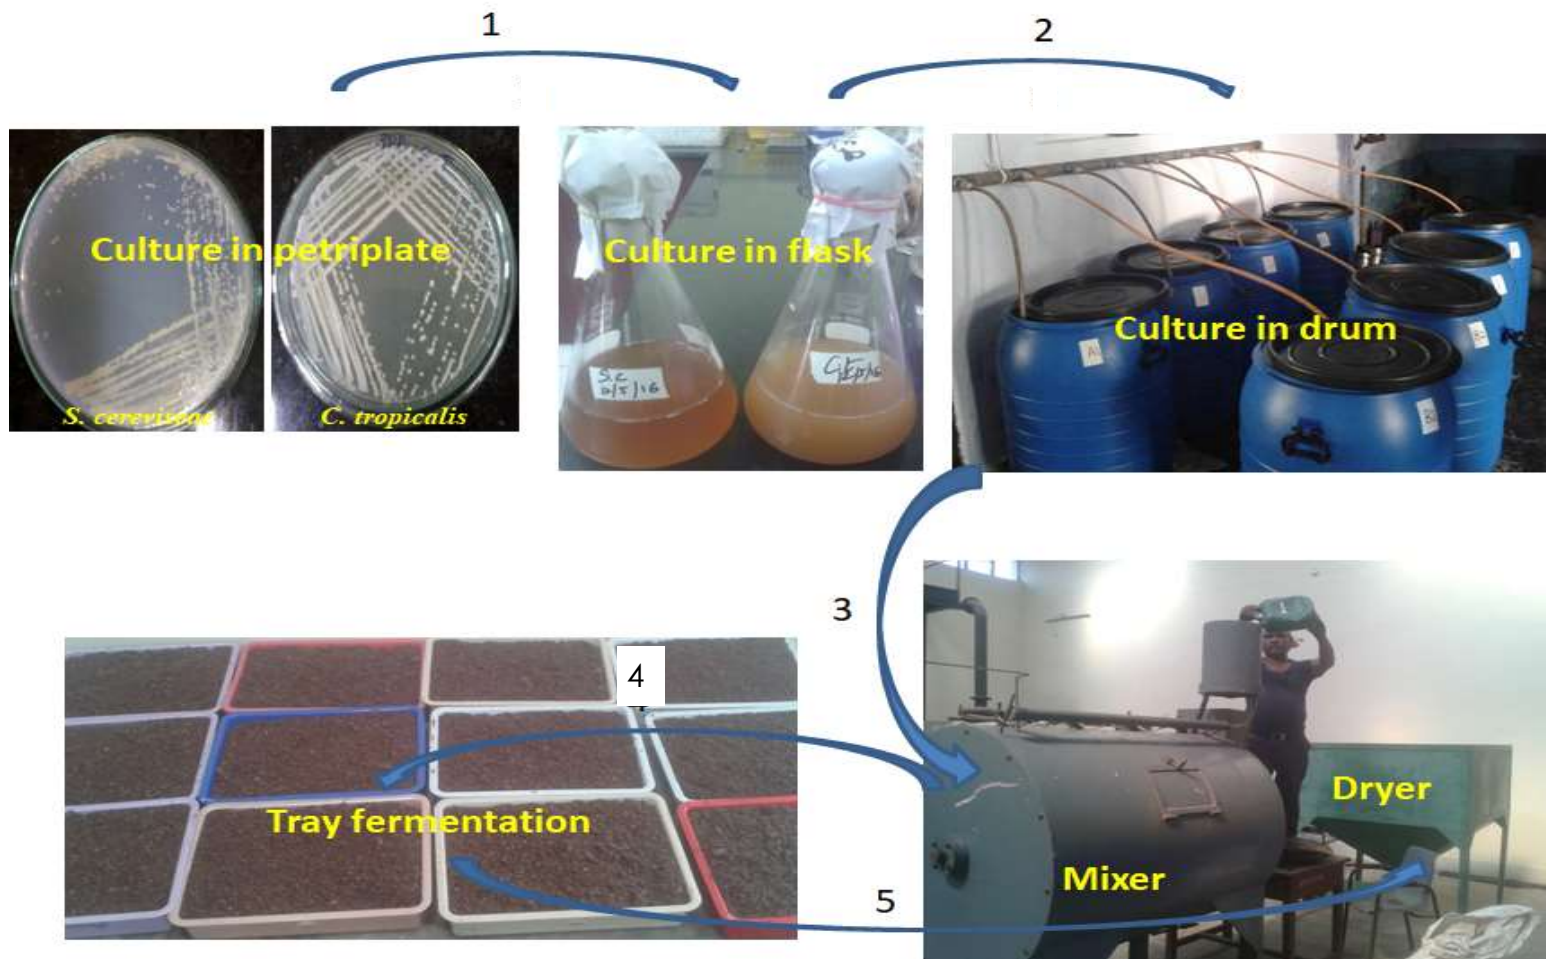 1
2
Culture in petriplate
S. cereviseae
C. tropicalis
Culture in flask
S.C
Culture in drum
3
4
Tray fermentation
Mixer
Dryer
5